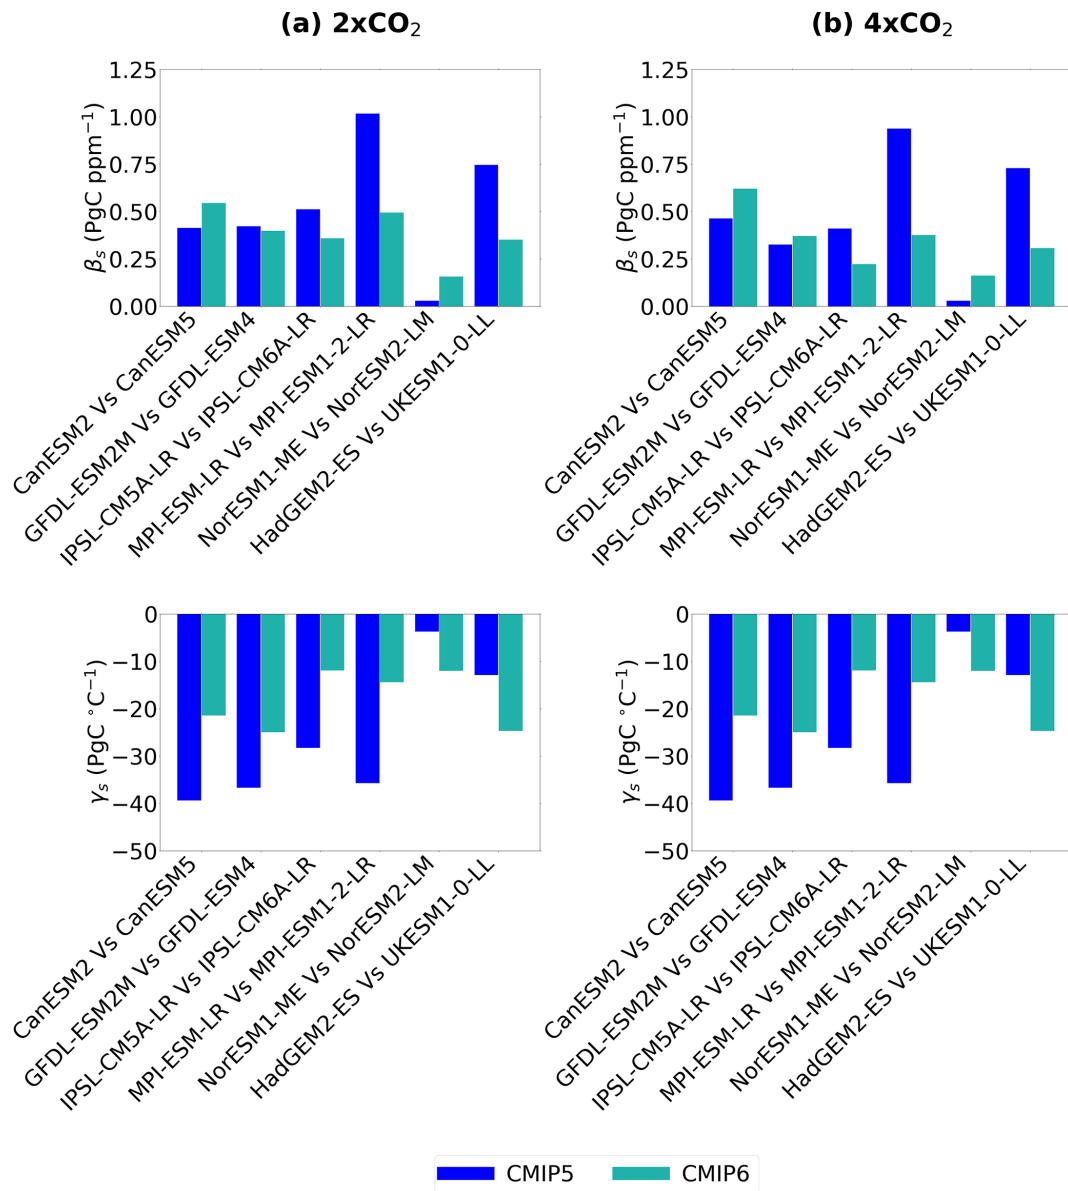 (a) 2xCO₂
(b) 4xCO₂
βₛ (PgC ppm⁻¹)
1.25
1.00
0.75
0.50
0.25
0.00
CanESM2 Vs CanESM5
GFDL-ESM2M Vs GFDL-ESM4
IPSL-CM5A-LR Vs IPSL-CM6A-LR
MPI-ESM-LR Vs MPI-ESM1-2-LR
NorESM1-ME Vs NorESM2-LM
HadGEM2-ES Vs UKESM1-0-LL
βₛ (PgC ppm⁻¹)
1.25
1.00
0.75
0.50
0.25
0.00
CanESM2 Vs CanESM5
GFDL-ESM2M Vs GFDL-ESM4
IPSL-CM5A-LR Vs IPSL-CM6A-LR
MPI-ESM-LR Vs MPI-ESM1-2-LR
NorESM1-ME Vs NorESM2-LM
HadGEM2-ES Vs UKESM1-0-LL
γₛ (PgC °C⁻¹)
0
−10
−20
−30
−40
−50
CanESM2 Vs CanESM5
GFDL-ESM2M Vs GFDL-ESM4
IPSL-CM5A-LR Vs IPSL-CM6A-LR
MPI-ESM-LR Vs MPI-ESM1-2-LR
NorESM1-ME Vs NorESM2-LM
HadGEM2-ES Vs UKESM1-0-LL
γₛ (PgC °C⁻¹)
0
−10
−20
−30
−40
−50
CanESM2 Vs CanESM5
GFDL-ESM2M Vs GFDL-ESM4
IPSL-CM5A-LR Vs IPSL-CM6A-LR
MPI-ESM-LR Vs MPI-ESM1-2-LR
NorESM1-ME Vs NorESM2-LM
HadGEM2-ES Vs UKESM1-0-LL
CMIP5
CMIP6